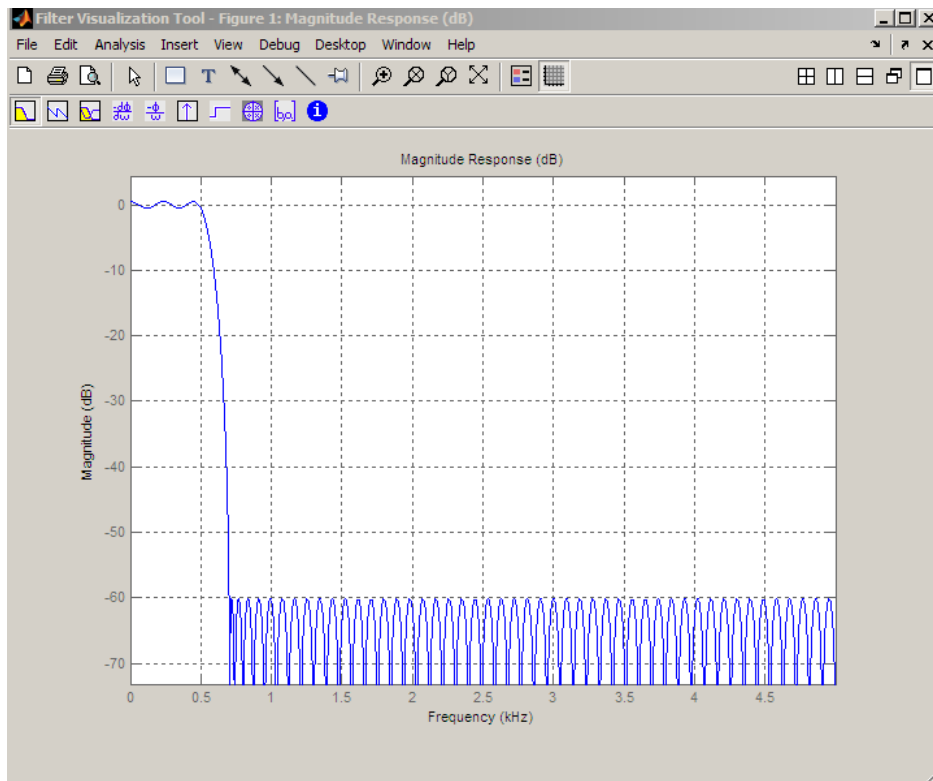 Filter Visualization Tool - Figure 1: Magnitude Response (dB)
File Edit Analysis Insert View Debug Desktop Window Help
T
[b,a]
i
Magnitude Response (dB)
0
-10
-20
-30
-40
-50
-60
-70
Magnitude (dB)
0 0.5 1 1.5 2 2.5 3 3.5 4 4.5
Frequency (kHz)